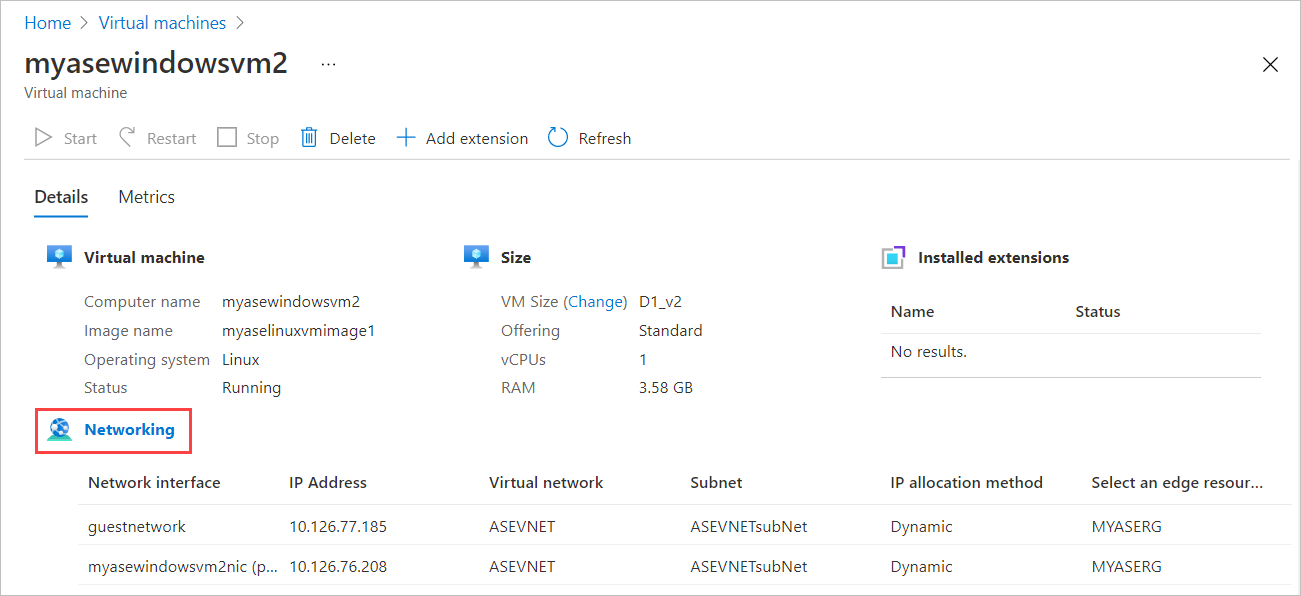 Home > Virtual machines >
myasewindowsvm2 ...
Virtual machine
Start Restart Stop Delete Add extension Refresh
Details Metrics
Virtual machine Size Installed extensions
Computer name myasewindowsvm2 VM Size (Change) D1_v2 Name Status
Image name myaselinuxvmimage1 Offering Standard
Operating system Linux vCPUs 1 No results.
Status Running RAM 3.58 GB
Networking
Network interface IP Address Virtual network Subnet IP allocation method Select an edge resour...
guestnetwork 10.126.77.185 ASEVNET ASEVNETsubNet Dynamic MYASERG
myasewindowsvm2nic (p... 10.126.76.208 ASEVNET ASEVNETsubNet Dynamic MYASERG